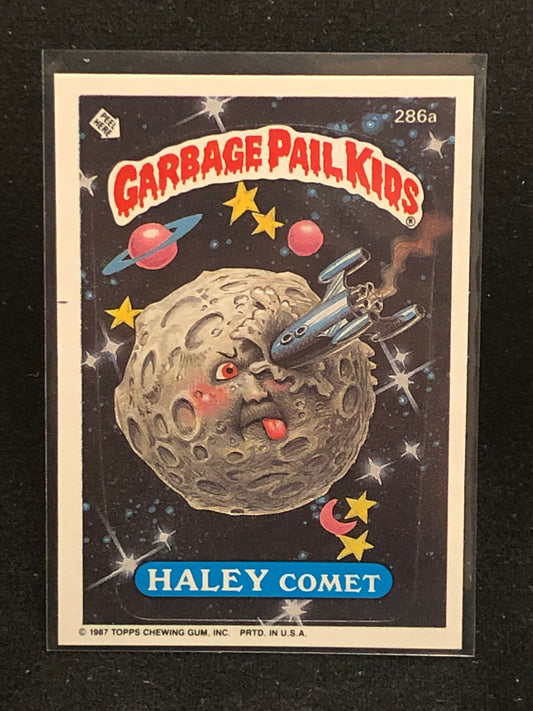 PEEL
HERE
286a
GARBAGE PAIL KIDS
®
HALEY COMET
© 1987 TOPPS CHEWING GUM, INC. PRTD. IN U.S.A.